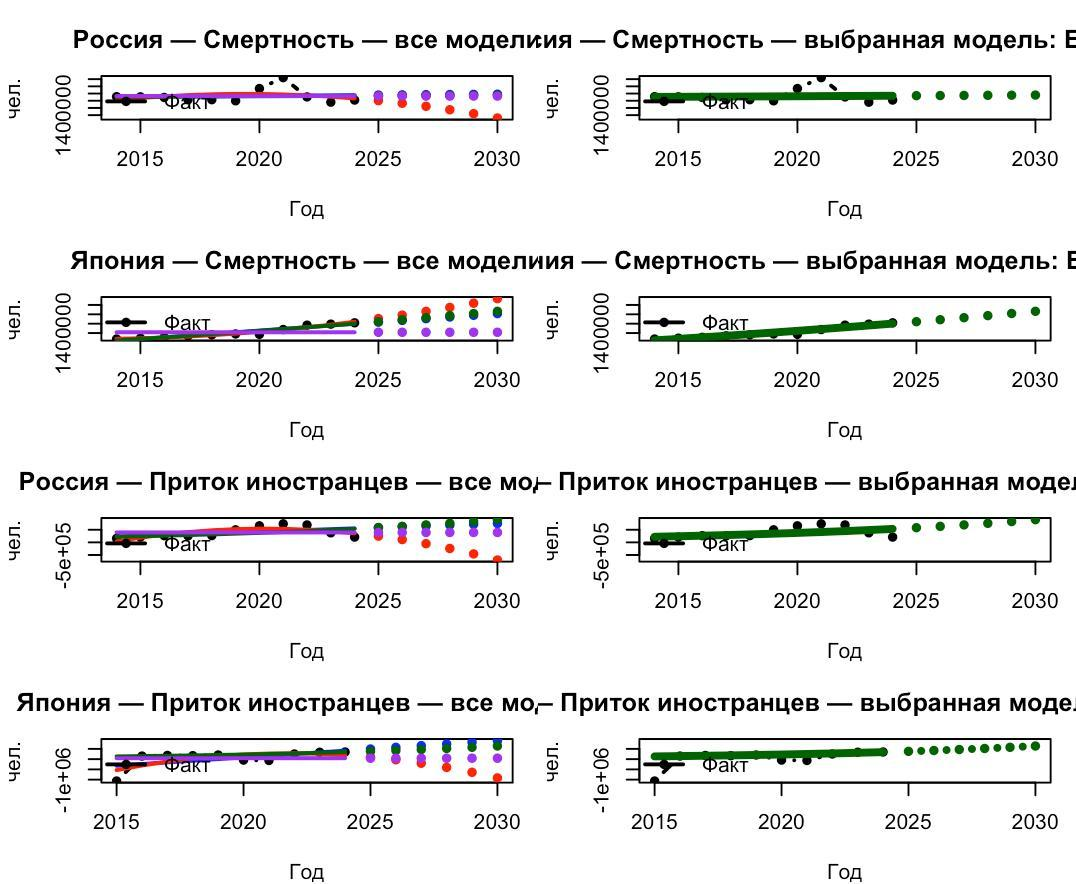 Россия — Смертность — все модели
ия — Смертность — выбранная модель: E
чел.
1400000
Факт
2015 2020 2025 2030
Год
чел.
1400000
Факт
2015 2020 2025 2030
Год
Япония — Смертность — все модели
ия — Смертность — выбранная модель: E
чел.
1400000
Факт
2015 2020 2025 2030
Год
чел.
1400000
Факт
2015 2020 2025 2030
Год
Россия — Приток иностранцев — все мод
– Приток иностранцев — выбранная модел
чел.
-5e+05
Факт
2015 2020 2025 2030
Год
чел.
-5e+05
Факт
2015 2020 2025 2030
Год
Япония — Приток иностранцев — все мод
– Приток иностранцев — выбранная модел
чел.
-1e+06
Факт
2015 2020 2025 2030
Год
чел.
-1e+06
Факт
2015 2020 2025 2030
Год